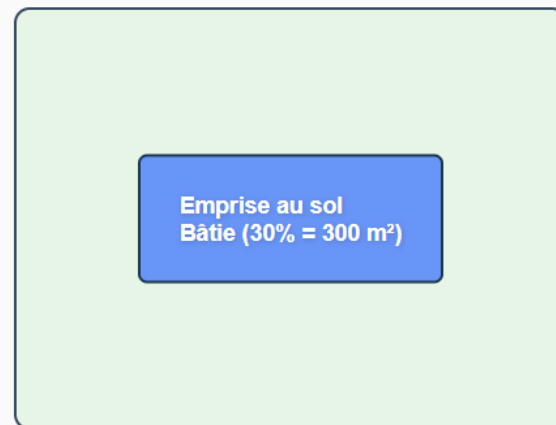 Emprise au sol
Bâtie (30% = 300 m²)